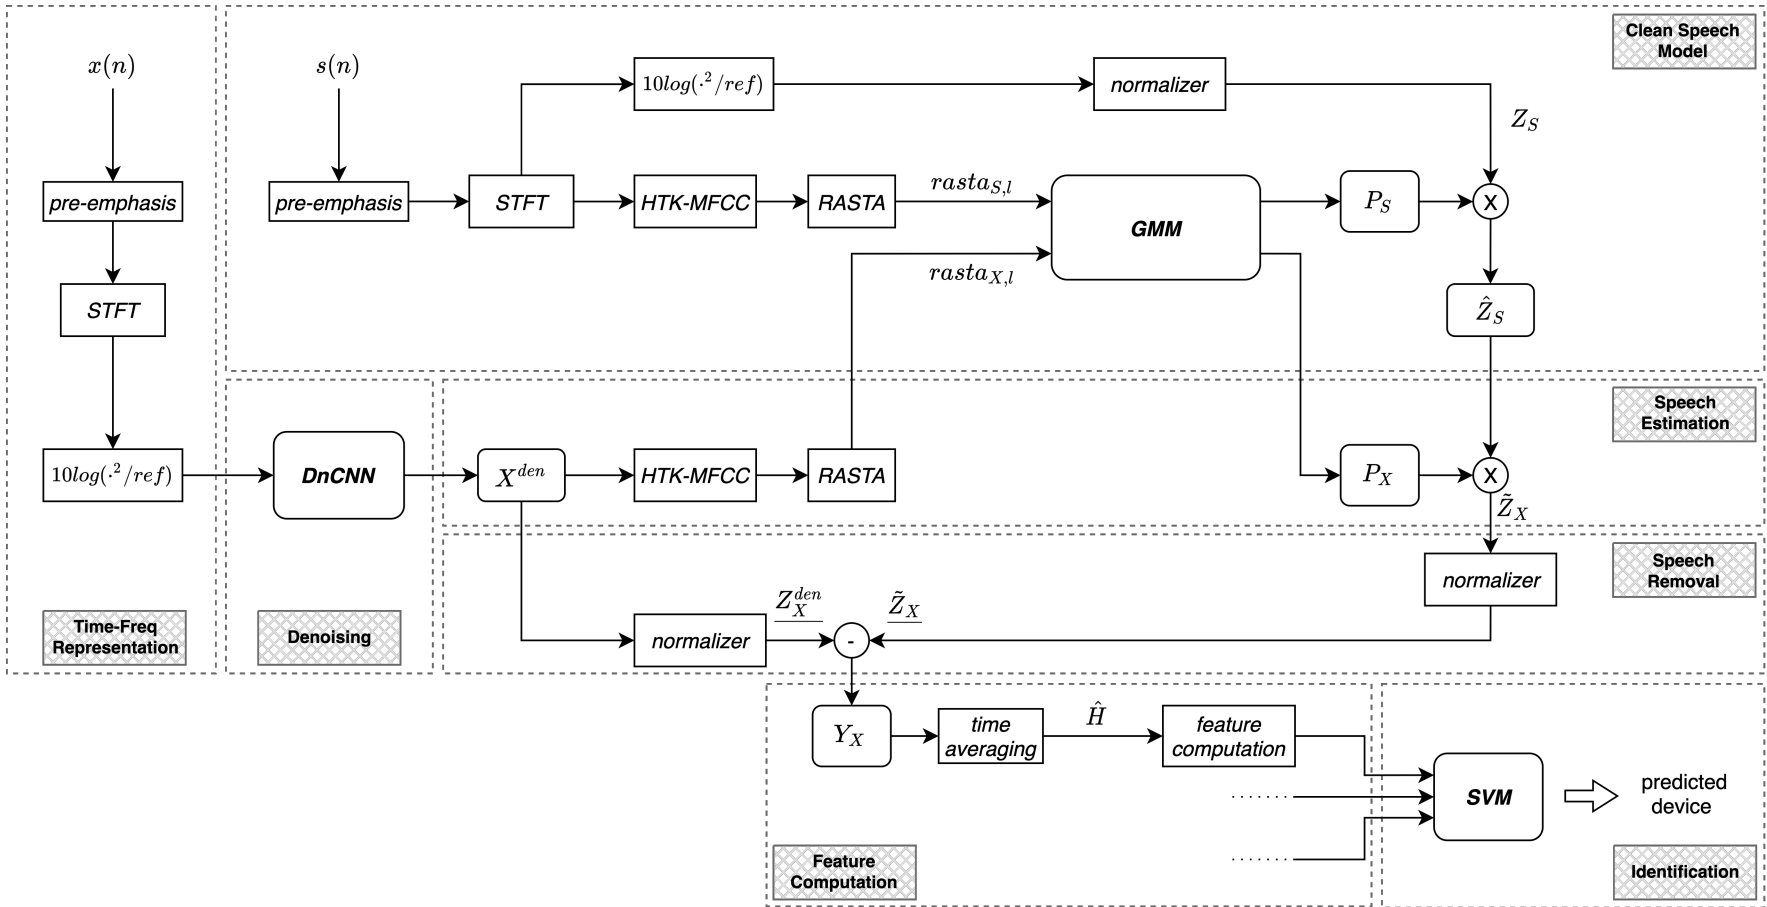 x(n)
pre-emphasis
STFT
10log(·²/ref)
Time-Freq
Representation
Clean Speech
Model
s(n)
pre-emphasis
STFT
10log(·²/ref)
normalizer
Z_S
HTK-MFCC
RASTA
rasta_{S,l}
rasta_{X,l}
GMM
P_S
X
Ẑ_S
DnCNN
Denoising
Speech
Estimation
X^{den}
HTK-MFCC
RASTA
P_X
X
Z̃_X
Speech
Removal
normalizer
normalizer
Z_X^{den}
-
Z̃_X
Y_X
time
averaging
Ĥ
feature
computation
Feature
Computation
SVM
predicted
device
Identification